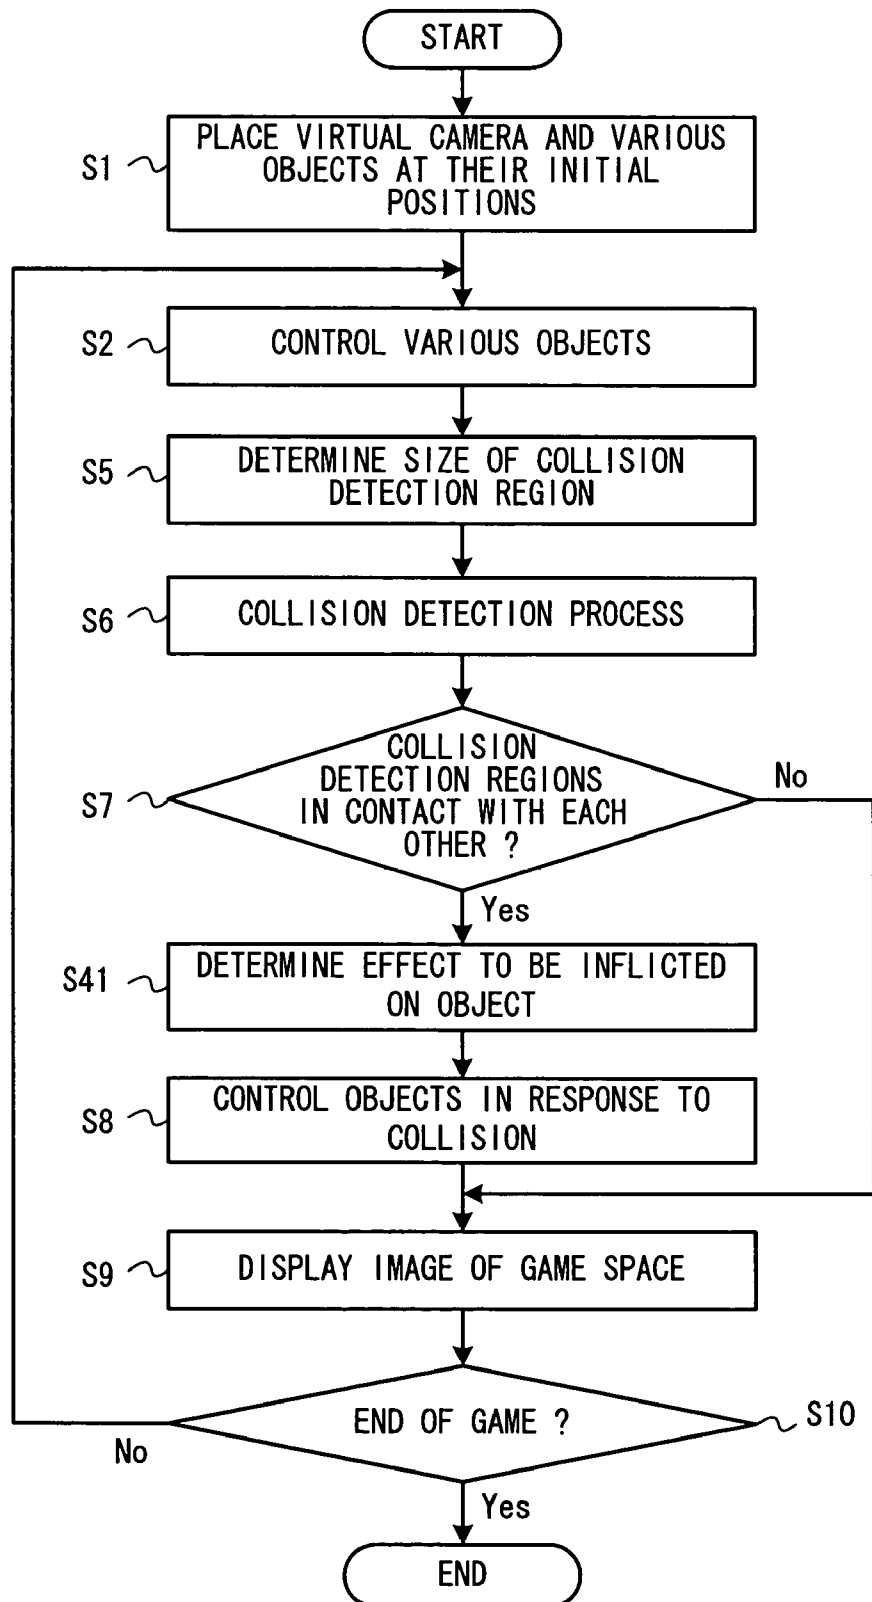 START
PLACE VIRTUAL CAMERA AND VARIOUS
OBJECTS AT THEIR INITIAL
POSITIONS
S1
S2
CONTROL VARIOUS OBJECTS
S5
DETERMINE SIZE OF COLLISION
DETECTION REGION
S6
COLLISION DETECTION PROCESS
S7
COLLISION
DETECTION REGIONS
IN CONTACT WITH EACH
OTHER ?
No
Yes
S41
DETERMINE EFFECT TO BE INFLICTED
ON OBJECT
S8
CONTROL OBJECTS IN RESPONSE TO
COLLISION
S9
DISPLAY IMAGE OF GAME SPACE
END OF GAME ?
S10
No
Yes
END